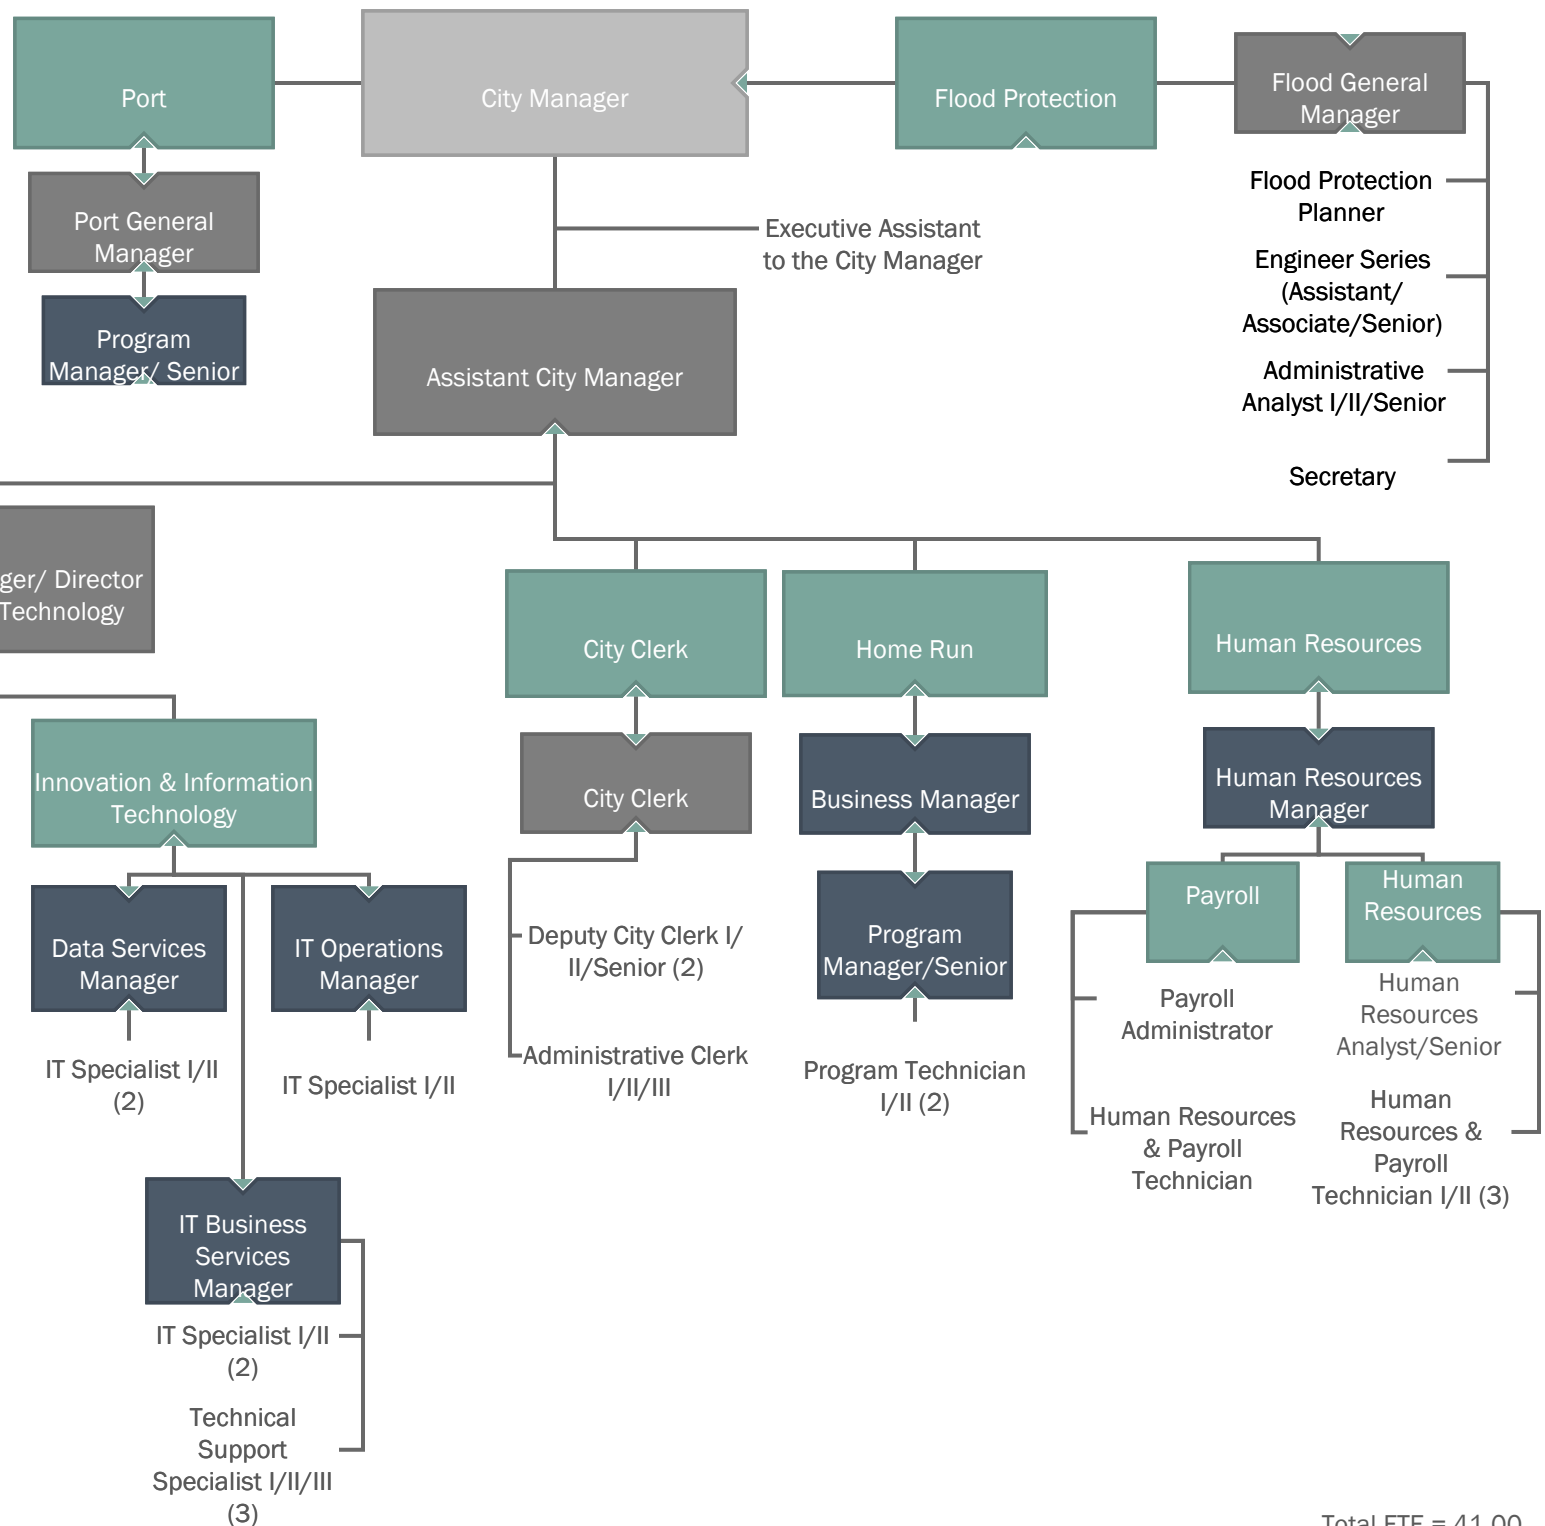 Port
City Manager
Flood Protection
Flood General
Manager
Port General
Manager
Program
Manager/ Senior
Executive Assistant
to the City Manager
Assistant City Manager
Flood Protection
Planner
Engineer Series
(Assistant/
Associate/Senior)
Administrative
Analyst I/II/Senior
Secretary
ger/ Director
Technology
City Clerk
Home Run
Human Resources
Innovation & Information
Technology
City Clerk
Business Manager
Human Resources
Manager
Data Services
Manager
IT Operations
Manager
IT Specialist I/II
(2)
IT Specialist I/II
Deputy City Clerk I/
II/Senior (2)
Administrative Clerk
I/II/III
Program
Manager/Senior
Program Technician
I/II (2)
Payroll
Human
Resources
Payroll
Administrator
Human Resources
& Payroll
Technician
Human
Resources
Analyst/Senior
Human
Resources &
Payroll
Technician I/II (3)
IT Business
Services
Manager
IT Specialist I/II
(2)
Technical
Support
Specialist I/II/III
(3)
Total FTE = 41.00